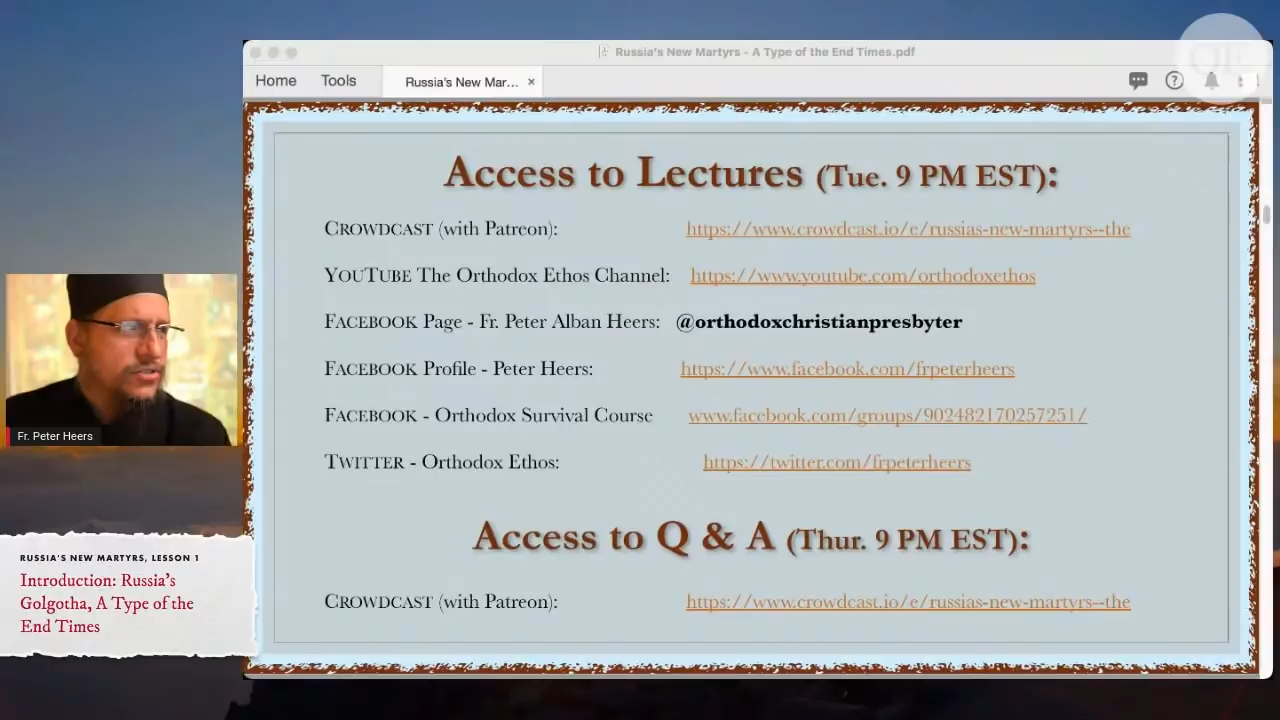 Russia's New Martyrs - A Type of the End Times.pdf
Home Tools Russia's New Mar... ×
Access to Lectures (Tue. 9 PM EST):
CROWDCAST (with Patreon): https://www.crowdcast.io/e/russias-new-martyrs--the
YOUTUBE The Orthodox Ethos Channel: https://www.youtube.com/orthodoxethos
FACEBOOK Page - Fr. Peter Alban Heers: @orthodoxchristianpresbyter
FACEBOOK Profile - Peter Heers: https://www.facebook.com/frpeterheers
FACEBOOK - Orthodox Survival Course www.facebook.com/groups/902482170257251/
TWITTER - Orthodox Ethos: https://twitter.com/frpeterheers
Access to Q & A (Thur. 9 PM EST):
CROWDCAST (with Patreon): https://www.crowdcast.io/e/russias-new-martyrs--the
Fr. Peter Heers
RUSSIA'S NEW MARTYRS, LESSON 1
Introduction: Russia's
Golgotha, A Type of the
End Times